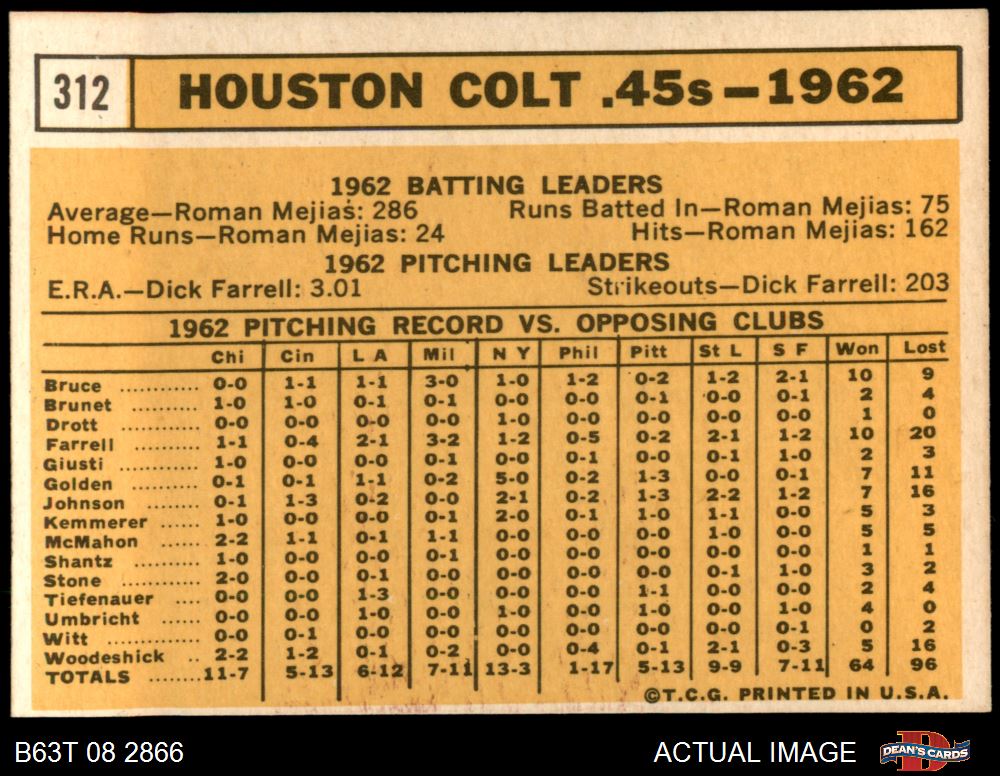 312 HOUSTON COLT .45s—1962
1962 BATTING LEADERS
Average—Roman Mejias: 286 Runs Batted In—Roman Mejias: 75
Home Runs—Roman Mejias: 24 Hits—Roman Mejias: 162
1962 PITCHING LEADERS
E.R.A.—Dick Farrell: 3.01 Strikeouts—Dick Farrell: 203
1962 PITCHING RECORD VS. OPPOSING CLUBS
Chi Cin L A Mil N Y Phil Pitt St L S F Won Lost
Bruce ........... 0-0 1-1 1-1 3-0 1-0 1-2 0-2 1-2 2-1 10 9
Brunet .......... 1-0 1-0 0-1 0-1 0-0 0-0 0-1 0-0 0-1 2 4
Drott ........... 0-0 0-0 0-0 0-0 1-0 0-0 0-0 0-0 0-0 1 0
Farrell .......... 1-1 0-4 2-1 3-2 1-2 0-5 0-2 2-1 1-2 10 20
Giusti ........... 1-0 0-0 0-0 0-1 0-0 0-1 0-0 0-1 1-0 2 3
Golden .......... 0-1 0-1 1-1 0-2 5-0 0-2 1-3 0-0 0-1 7 11
Johnson ......... 0-1 1-3 0-2 0-0 2-1 0-2 1-3 2-2 1-2 7 16
Kemmerer ...... 1-0 0-0 0-0 0-1 2-0 0-1 1-0 1-1 0-0 5 3
McMahon ...... 2-2 1-1 0-1 1-1 0-0 0-0 0-0 1-0 0-0 5 5
Shantz .......... 1-0 0-0 0-0 0-1 0-0 0-0 0-0 0-0 0-0 1 1
Stone ............ 2-0 0-0 0-1 0-0 0-0 0-0 0-0 0-1 1-0 3 2
Tiefenauer .... 0-0 0-0 1-3 0-0 0-0 0-0 1-1 0-0 0-0 2 4
Umbricht ...... 0-0 0-0 1-0 0-0 1-0 0-0 1-0 0-0 1-0 4 0
Witt .............. 0-0 0-1 0-0 0-0 0-0 0-0 0-0 0-0 0-1 0 2
Woodeshick .. 2-2 1-2 0-1 0-2 0-0 0-4 0-1 2-1 0-3 5 16
TOTALS ........ 11-7 5-13 6-12 7-11 13-3 1-17 5-13 9-9 7-11 64 96
©T.C.G. PRINTED IN U.S.A.
B63T 08 2866 ACTUAL IMAGE D DEAN'S CARDS